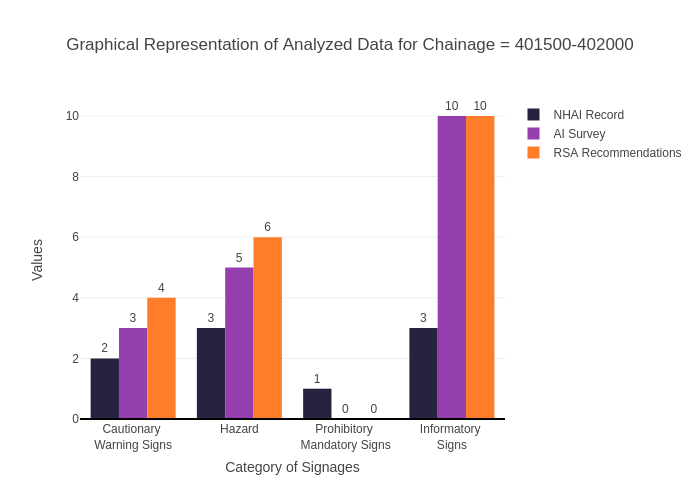 Graphical Representation of Analyzed Data for Chainage = 401500-402000
NHAI Record
AI Survey
RSA Recommendations
Values
10
8
6
4
2
0
2
3
4
3
5
6
1
0
0
3
10
10
Cautionary
Warning Signs
Hazard
Prohibitory
Mandatory Signs
Informatory
Signs
Category of Signages